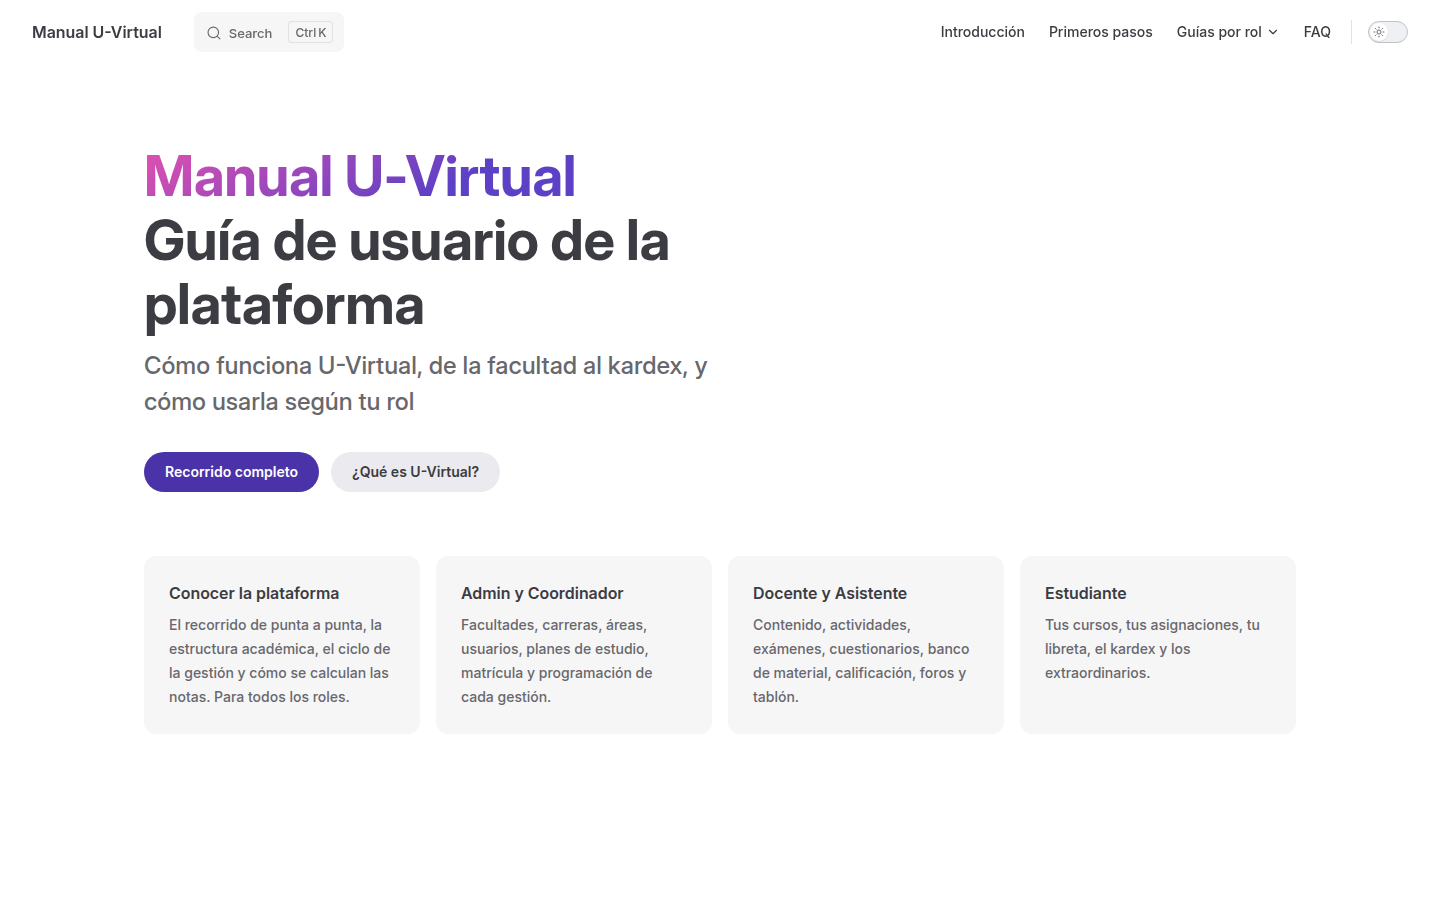 Manual U-Virtual
Search Ctrl K
Introducción
Primeros pasos
Guías por rol
FAQ
Manual U-Virtual
Guía de usuario de la
plataforma
Cómo funciona U-Virtual, de la facultad al kardex, y
cómo usarla según tu rol
Recorrido completo
¿Qué es U-Virtual?
Conocer la plataforma
El recorrido de punta a punta, la
estructura académica, el ciclo de
la gestión y cómo se calculan las
notas. Para todos los roles.
Admin y Coordinador
Facultades, carreras, áreas,
usuarios, planes de estudio,
matrícula y programación de
cada gestión.
Docente y Asistente
Contenido, actividades,
exámenes, cuestionarios, banco
de material, calificación, foros y
tablón.
Estudiante
Tus cursos, tus asignaciones, tu
libreta, el kardex y los
extraordinarios.